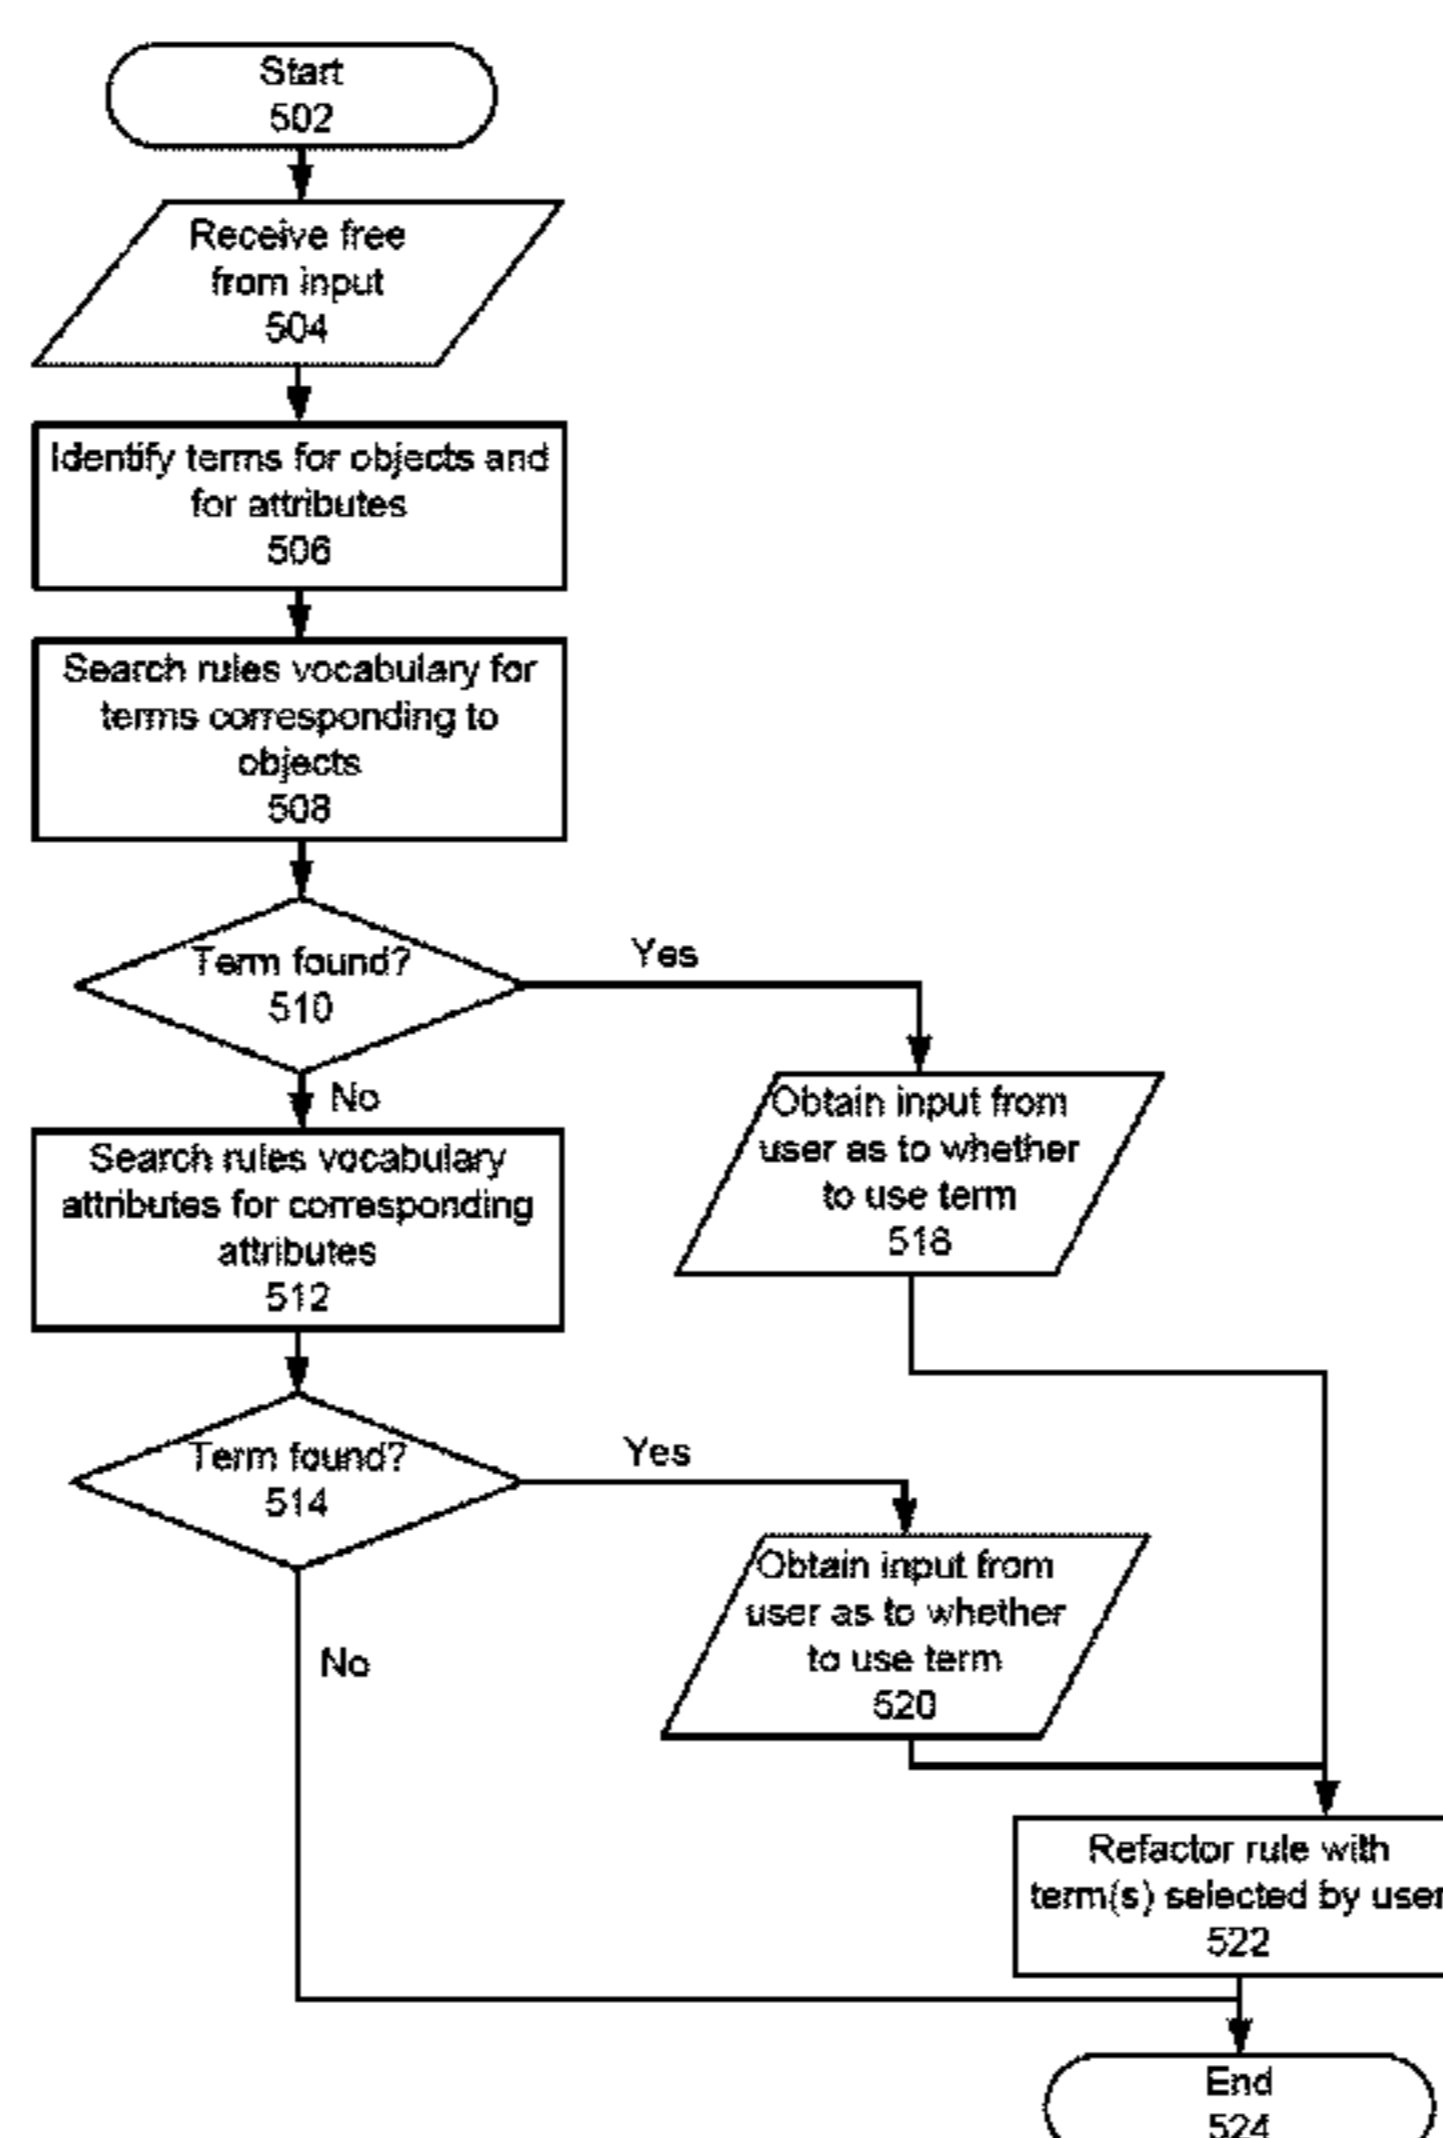 Start
502
Receive free
from input
504
Identify terms for objects and
for attributes
506
Search rules vocabulary for
terms corresponding to
objects
508
Term found?
510
Yes
No
Obtain input from
user as to whether
to use term
518
Search rules vocabulary
attributes for corresponding
attributes
512
Term found?
514
Yes
No
Obtain input from
user as to whether
to use term
520
Refactor rule with
term(s) selected by user
522
End
524